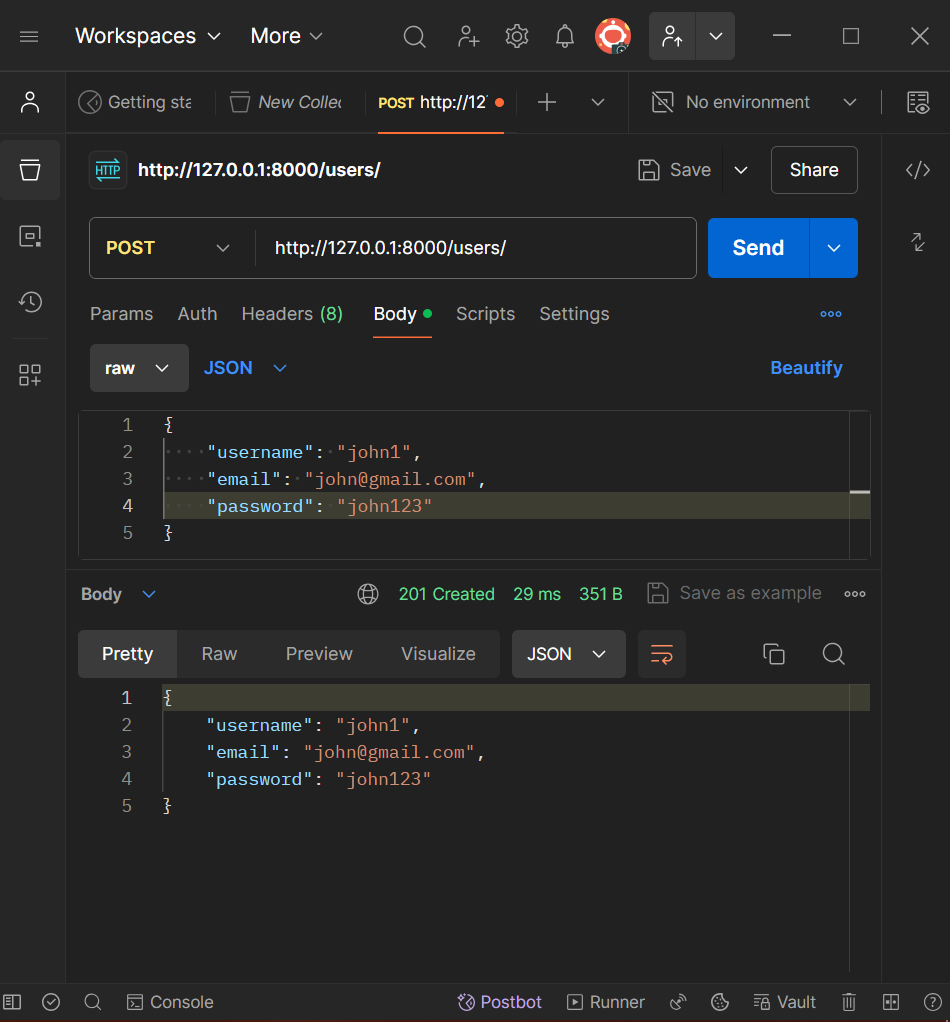 Workspaces More
Getting sta New Collec POST http://12 No environment
HTTP http://127.0.0.1:8000/users/ Save Share
POST http://127.0.0.1:8000/users/ Send
Params Auth Headers (8) Body Scripts Settings
raw JSON Beautify
1 {
2 "username": "john1",
3 "email": "john@gmail.com",
4 "password": "john123"
5 }
Body 201 Created 29 ms 351 B Save as example
Pretty Raw Preview Visualize JSON
1 {
2 "username": "john1",
3 "email": "john@gmail.com",
4 "password": "john123"
5 }
Console Postbot Runner Vault